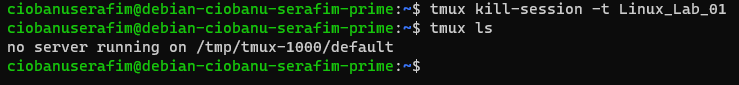 ciobanuserafim@debian-ciobanu-serafim-prime:~$ tmux kill-session -t Linux_Lab_01
ciobanuserafim@debian-ciobanu-serafim-prime:~$ tmux ls
no server running on /tmp/tmux-1000/default
ciobanuserafim@debian-ciobanu-serafim-prime:~$